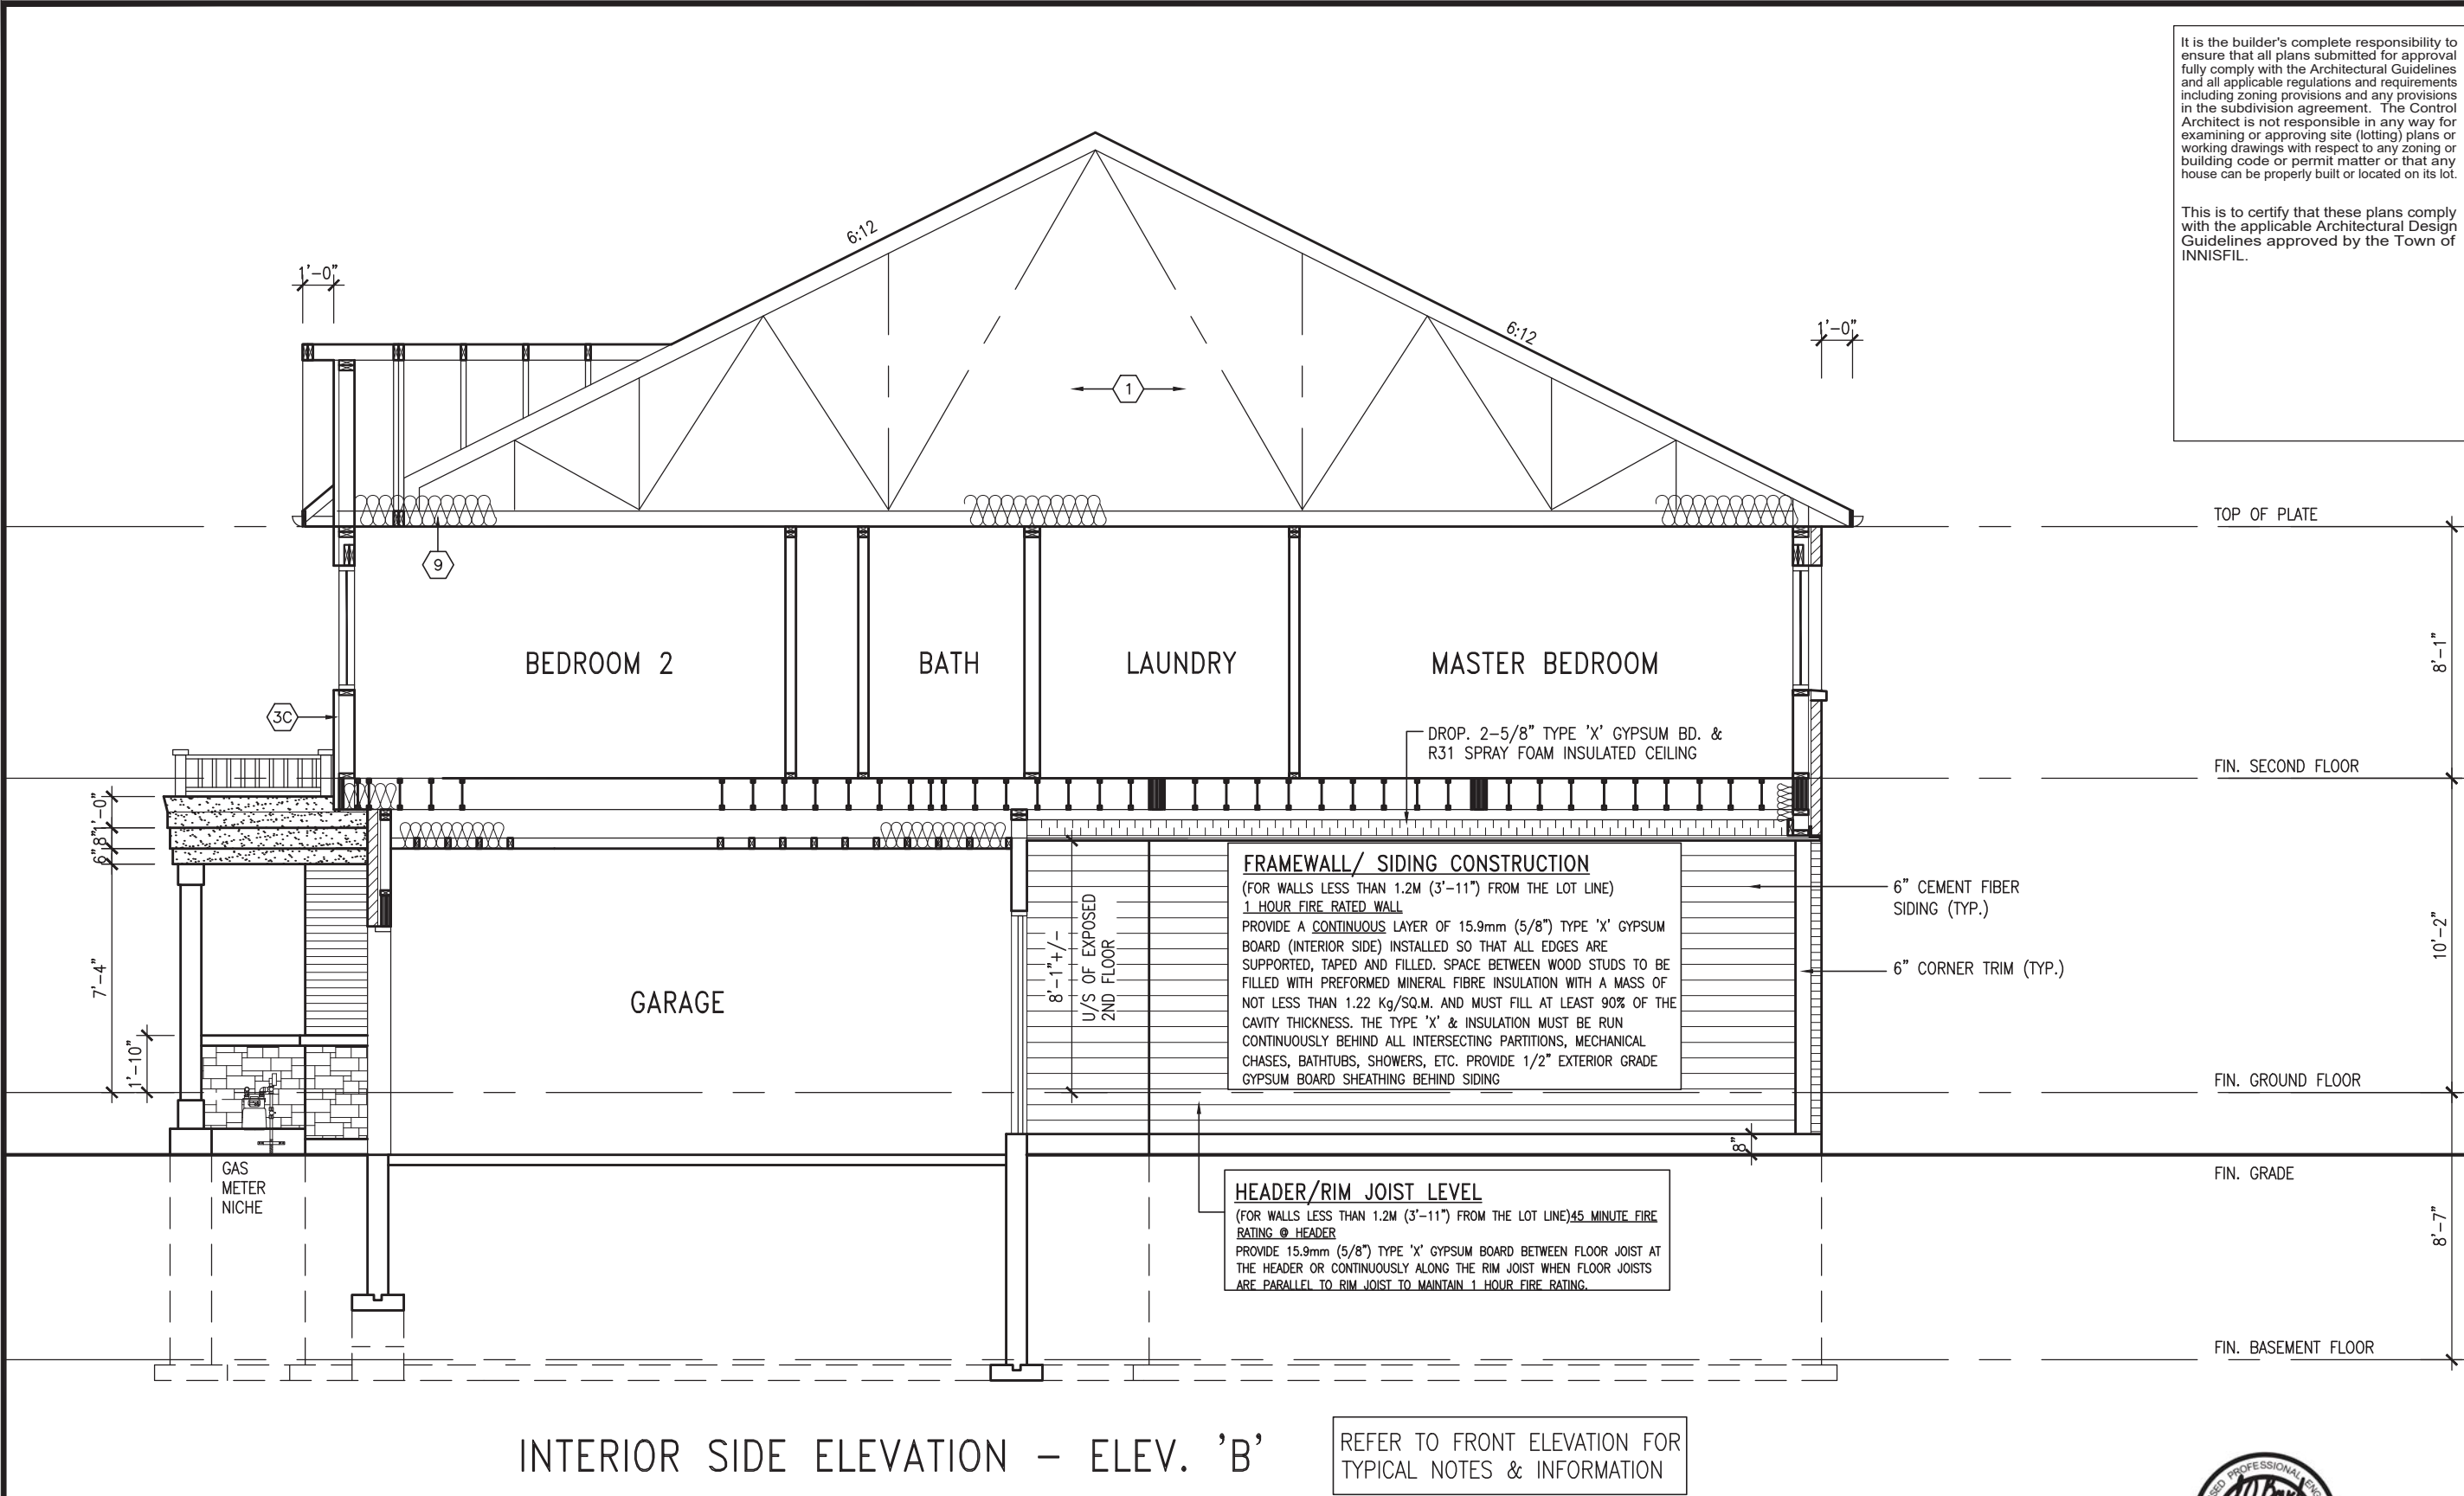 It is the builder's complete responsibility to
ensure that all plans submitted for approval
fully comply with the Architectural Guidelines
and all applicable regulations and requirements
including zoning provisions and any provisions
in the subdivision agreement. The Control
Architect is not responsible in any way for
examining or approving site (lotting) plans or
working drawings with respect to any zoning or
building code or permit matter or that any
house can be properly built or located on its lot.
This is to certify that these plans comply
with the applicable Architectural Design
Guidelines approved by the Town of
INNISFIL.
6:12
1'-0"
6:12
1'-0"
1
TOP OF PLATE
9
BEDROOM 2
BATH
LAUNDRY
MASTER BEDROOM
8'-1"
3C
DROP. 2-5/8" TYPE 'X' GYPSUM BD. &
R31 SPRAY FOAM INSULATED CEILING
FIN. SECOND FLOOR
1'-0"
8"
6"
7'-4"
1'-10"
GARAGE
8'-1"+/-
U/S OF EXPOSED
2ND FLOOR
FRAMEWALL/ SIDING CONSTRUCTION
(FOR WALLS LESS THAN 1.2M (3'-11") FROM THE LOT LINE)
1 HOUR FIRE RATED WALL
PROVIDE A CONTINUOUS LAYER OF 15.9mm (5/8") TYPE 'X' GYPSUM
BOARD (INTERIOR SIDE) INSTALLED SO THAT ALL EDGES ARE
SUPPORTED, TAPED AND FILLED. SPACE BETWEEN WOOD STUDS TO BE
FILLED WITH PREFORMED MINERAL FIBRE INSULATION WITH A MASS OF
NOT LESS THAN 1.22 Kg/SQ.M. AND MUST FILL AT LEAST 90% OF THE
CAVITY THICKNESS. THE TYPE 'X' & INSULATION MUST BE RUN
CONTINUOUSLY BEHIND ALL INTERSECTING PARTITIONS, MECHANICAL
CHASES, BATHTUBS, SHOWERS, ETC. PROVIDE 1/2" EXTERIOR GRADE
GYPSUM BOARD SHEATHING BEHIND SIDING
6" CEMENT FIBER
SIDING (TYP.)
6" CORNER TRIM (TYP.)
10'-2"
FIN. GROUND FLOOR
8"
GAS
METER
NICHE
FIN. GRADE
HEADER/RIM JOIST LEVEL
(FOR WALLS LESS THAN 1.2M (3'-11") FROM THE LOT LINE)45 MINUTE FIRE
RATING @ HEADER
PROVIDE 15.9mm (5/8") TYPE 'X' GYPSUM BOARD BETWEEN FLOOR JOIST AT
THE HEADER OR CONTINUOUSLY ALONG THE RIM JOIST WHEN FLOOR JOISTS
ARE PARALLEL TO RIM JOIST TO MAINTAIN 1 HOUR FIRE RATING.
8'-7"
FIN. BASEMENT FLOOR
INTERIOR SIDE ELEVATION - ELEV. 'B'
REFER TO FRONT ELEVATION FOR
TYPICAL NOTES & INFORMATION
PROFESSIONAL